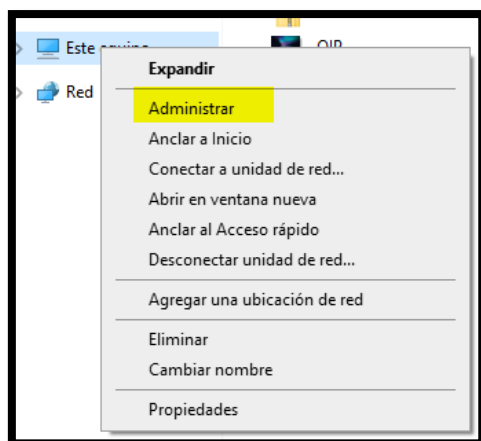 Este equipo
OIP
Expandir
Red
Administrar
Anclar a Inicio
Conectar a unidad de red...
Abrir en ventana nueva
Anclar al Acceso rápido
Desconectar unidad de red...
Agregar una ubicación de red
Eliminar
Cambiar nombre
Propiedades